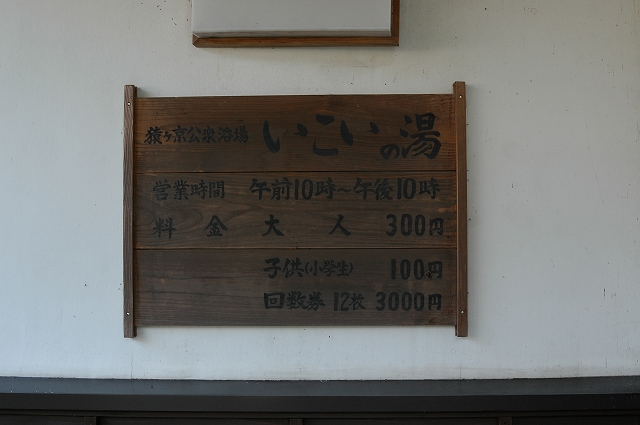 猿ヶ京公衆浴場 いこいの湯
営業時間 午前10時～午後10時
料金 大人 300円
子供(小学生) 100円
回数券 12枚 3000円